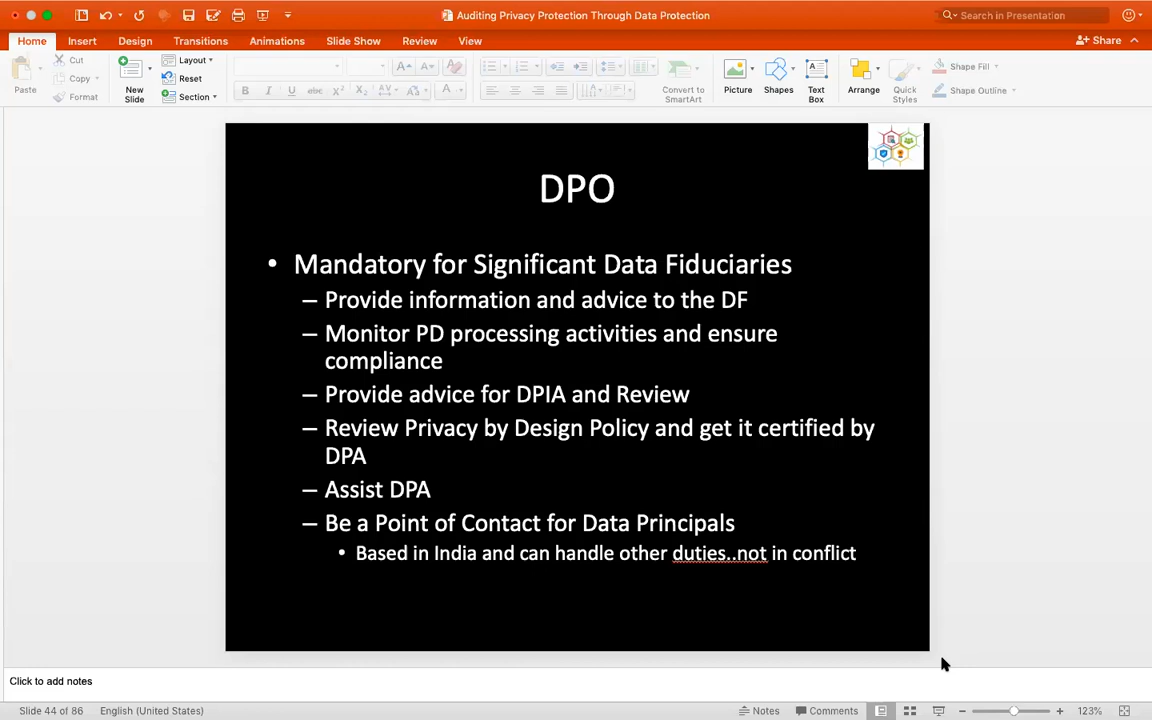 Auditing Privacy Protection Through Data Protection
Search in Presentation
Home Insert Design Transitions Animations Slide Show Review View
Share
Paste
Cut
Copy
Format
New
Slide
Layout
Reset
Section
B I U abc X² X₂ AV Aa A
Convert to
SmartArt
Picture
Shapes
Text
Box
Arrange
Quick
Styles
Shape Fill
Shape Outline
DPO
• Mandatory for Significant Data Fiduciaries
– Provide information and advice to the DF
– Monitor PD processing activities and ensure
compliance
– Provide advice for DPIA and Review
– Review Privacy by Design Policy and get it certified by
DPA
– Assist DPA
– Be a Point of Contact for Data Principals
• Based in India and can handle other duties..not in conflict
Click to add notes
Slide 44 of 86 English (United States)
Notes Comments 123%